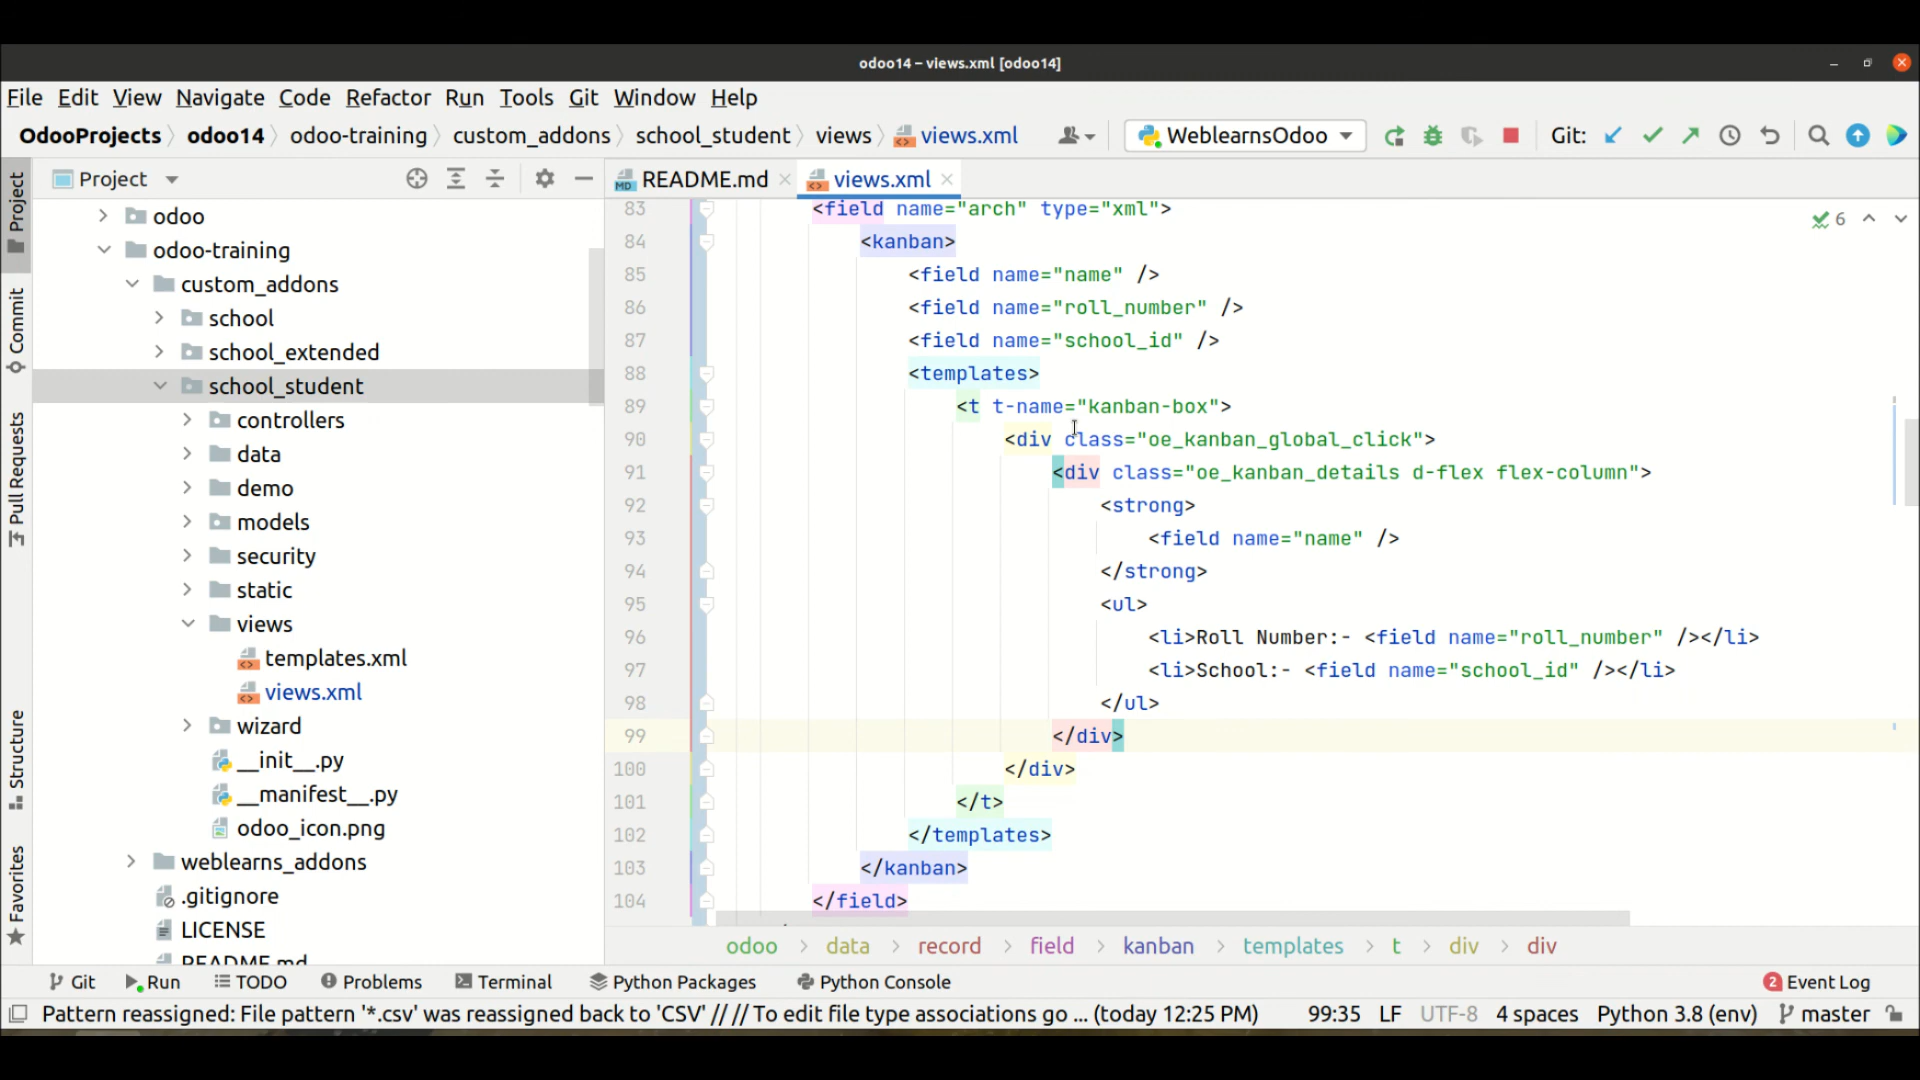 odoo14 – views.xml [odoo14]
File Edit View Navigate Code Refactor Run Tools Git Window Help
OdooProjects odoo14 odoo-training custom_addons school_student views views.xml WeblearnsOdoo Git:
Project README.md views.xml
Project
Commit
Pull Requests
Structure
Favorites
odoo
odoo-training
custom_addons
school
school_extended
school_student
controllers
data
demo
models
security
static
views
templates.xml
views.xml
wizard
__init__.py
__manifest__.py
odoo_icon.png
weblearns_addons
.gitignore
LICENSE
README.md
6
83 <field name="arch" type="xml">
84 <kanban>
85 <field name="name" />
86 <field name="roll_number" />
87 <field name="school_id" />
88 <templates>
89 <t t-name="kanban-box">
90 <div class="oe_kanban_global_click">
91 <div class="oe_kanban_details d-flex flex-column">
92 <strong>
93 <field name="name" />
94 </strong>
95 <ul>
96 <li>Roll Number:- <field name="roll_number" /></li>
97 <li>School:- <field name="school_id" /></li>
98 </ul>
99 </div>
100 </div>
101 </t>
102 </templates>
103 </kanban>
104 </field>
odoo data record field kanban templates t div div
Git Run TODO Problems Terminal Python Packages Python Console 2 Event Log
Pattern reassigned: File pattern '*.csv' was reassigned back to 'CSV' // // To edit file type associations go ... (today 12:25 PM) 99:35 LF UTF-8 4 spaces Python 3.8 (env) master